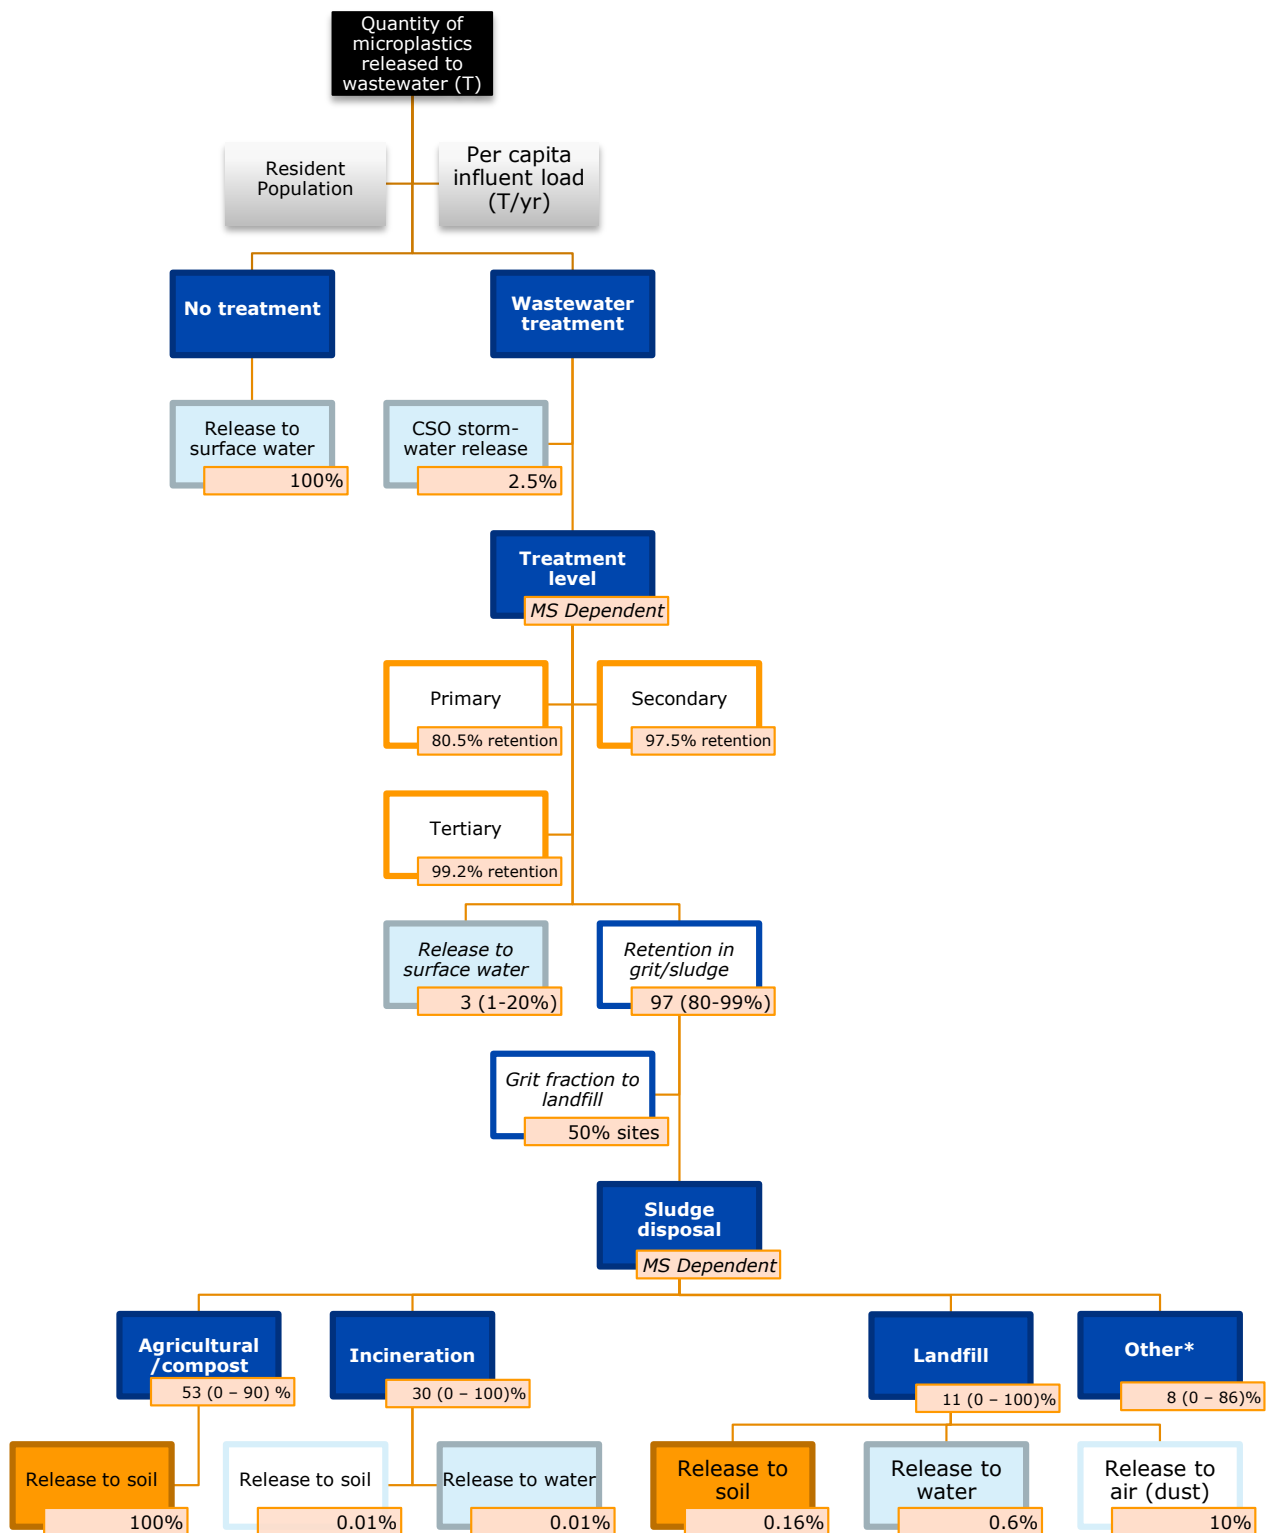 Quantity of
microplastics
released to
wastewater (T)
Resident
Population
Per capita
influent load
(T/yr)
No treatment
Wastewater
treatment
Release to
surface water
100%
CSO storm-
water release
2.5%
Treatment
level
MS Dependent
Primary
80.5% retention
Secondary
97.5% retention
Tertiary
99.2% retention
Release to
surface water
3 (1-20%)
Retention in
grit/sludge
97 (80-99%)
Grit fraction to
landfill
50% sites
Sludge
disposal
MS Dependent
Agricultural
/compost
53 (0 – 90) %
Incineration
30 (0 – 100)%
Landfill
11 (0 – 100)%
Other*
8 (0 – 86)%
Release to soil
100%
Release to soil
0.01%
Release to water
0.01%
Release to
soil
0.16%
Release to
water
0.6%
Release to
air (dust)
10%